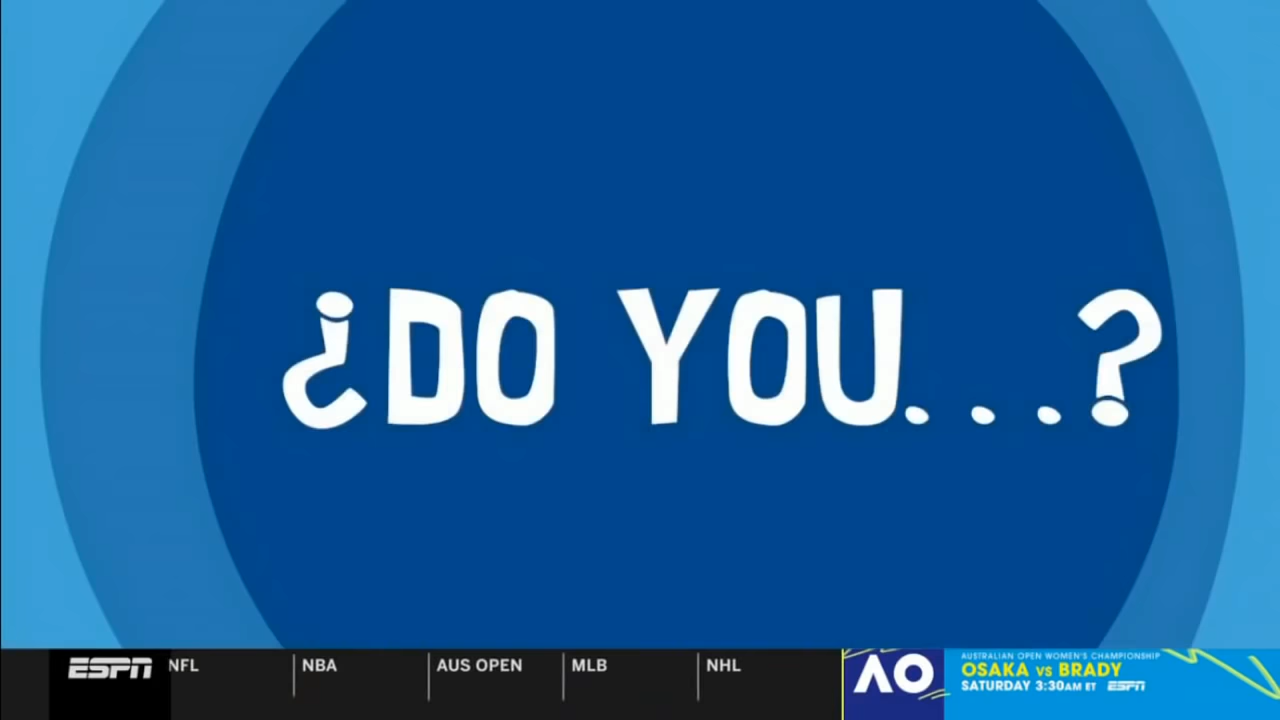 ¿DO YOU...?
ESPN NFL NBA AUS OPEN MLB NHL
AO
AUSTRALIAN OPEN WOMEN'S CHAMPIONSHIP
OSAKA VS BRADY
SATURDAY 3:30AM ET ESPN